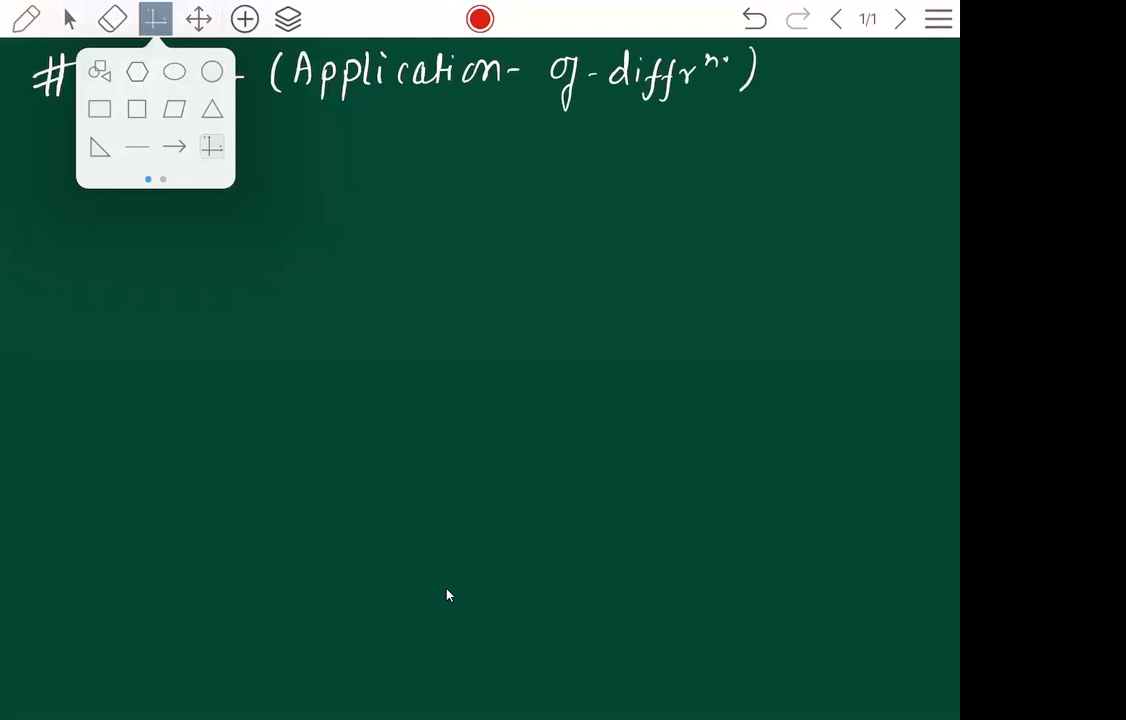 1/1
# - (Application- of - diffrⁿ.)